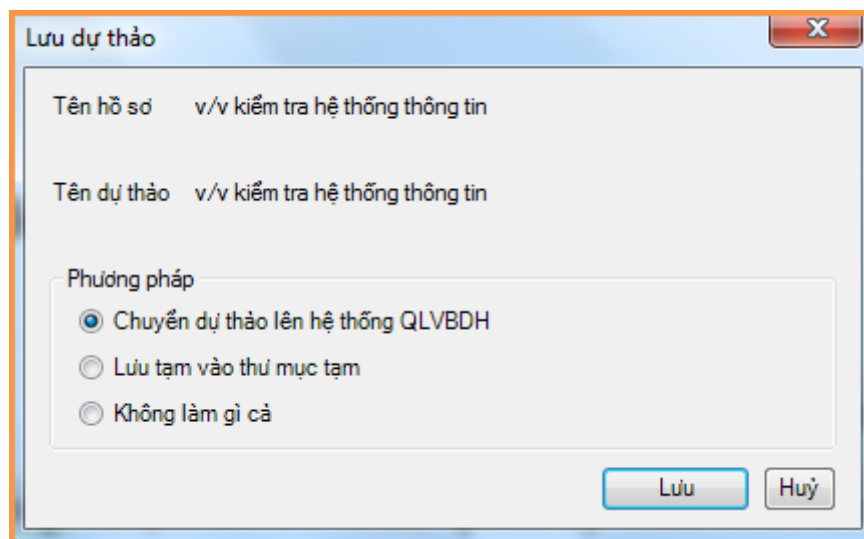 Lưu dự thảo
Tên hồ sơ v/v kiểm tra hệ thống thông tin
Tên dự thảo v/v kiểm tra hệ thống thông tin
Phương pháp
Chuyển dự thảo lên hệ thống QLVBDH
Lưu tạm vào thư mục tạm
Không làm gì cả
Lưu Huỷ